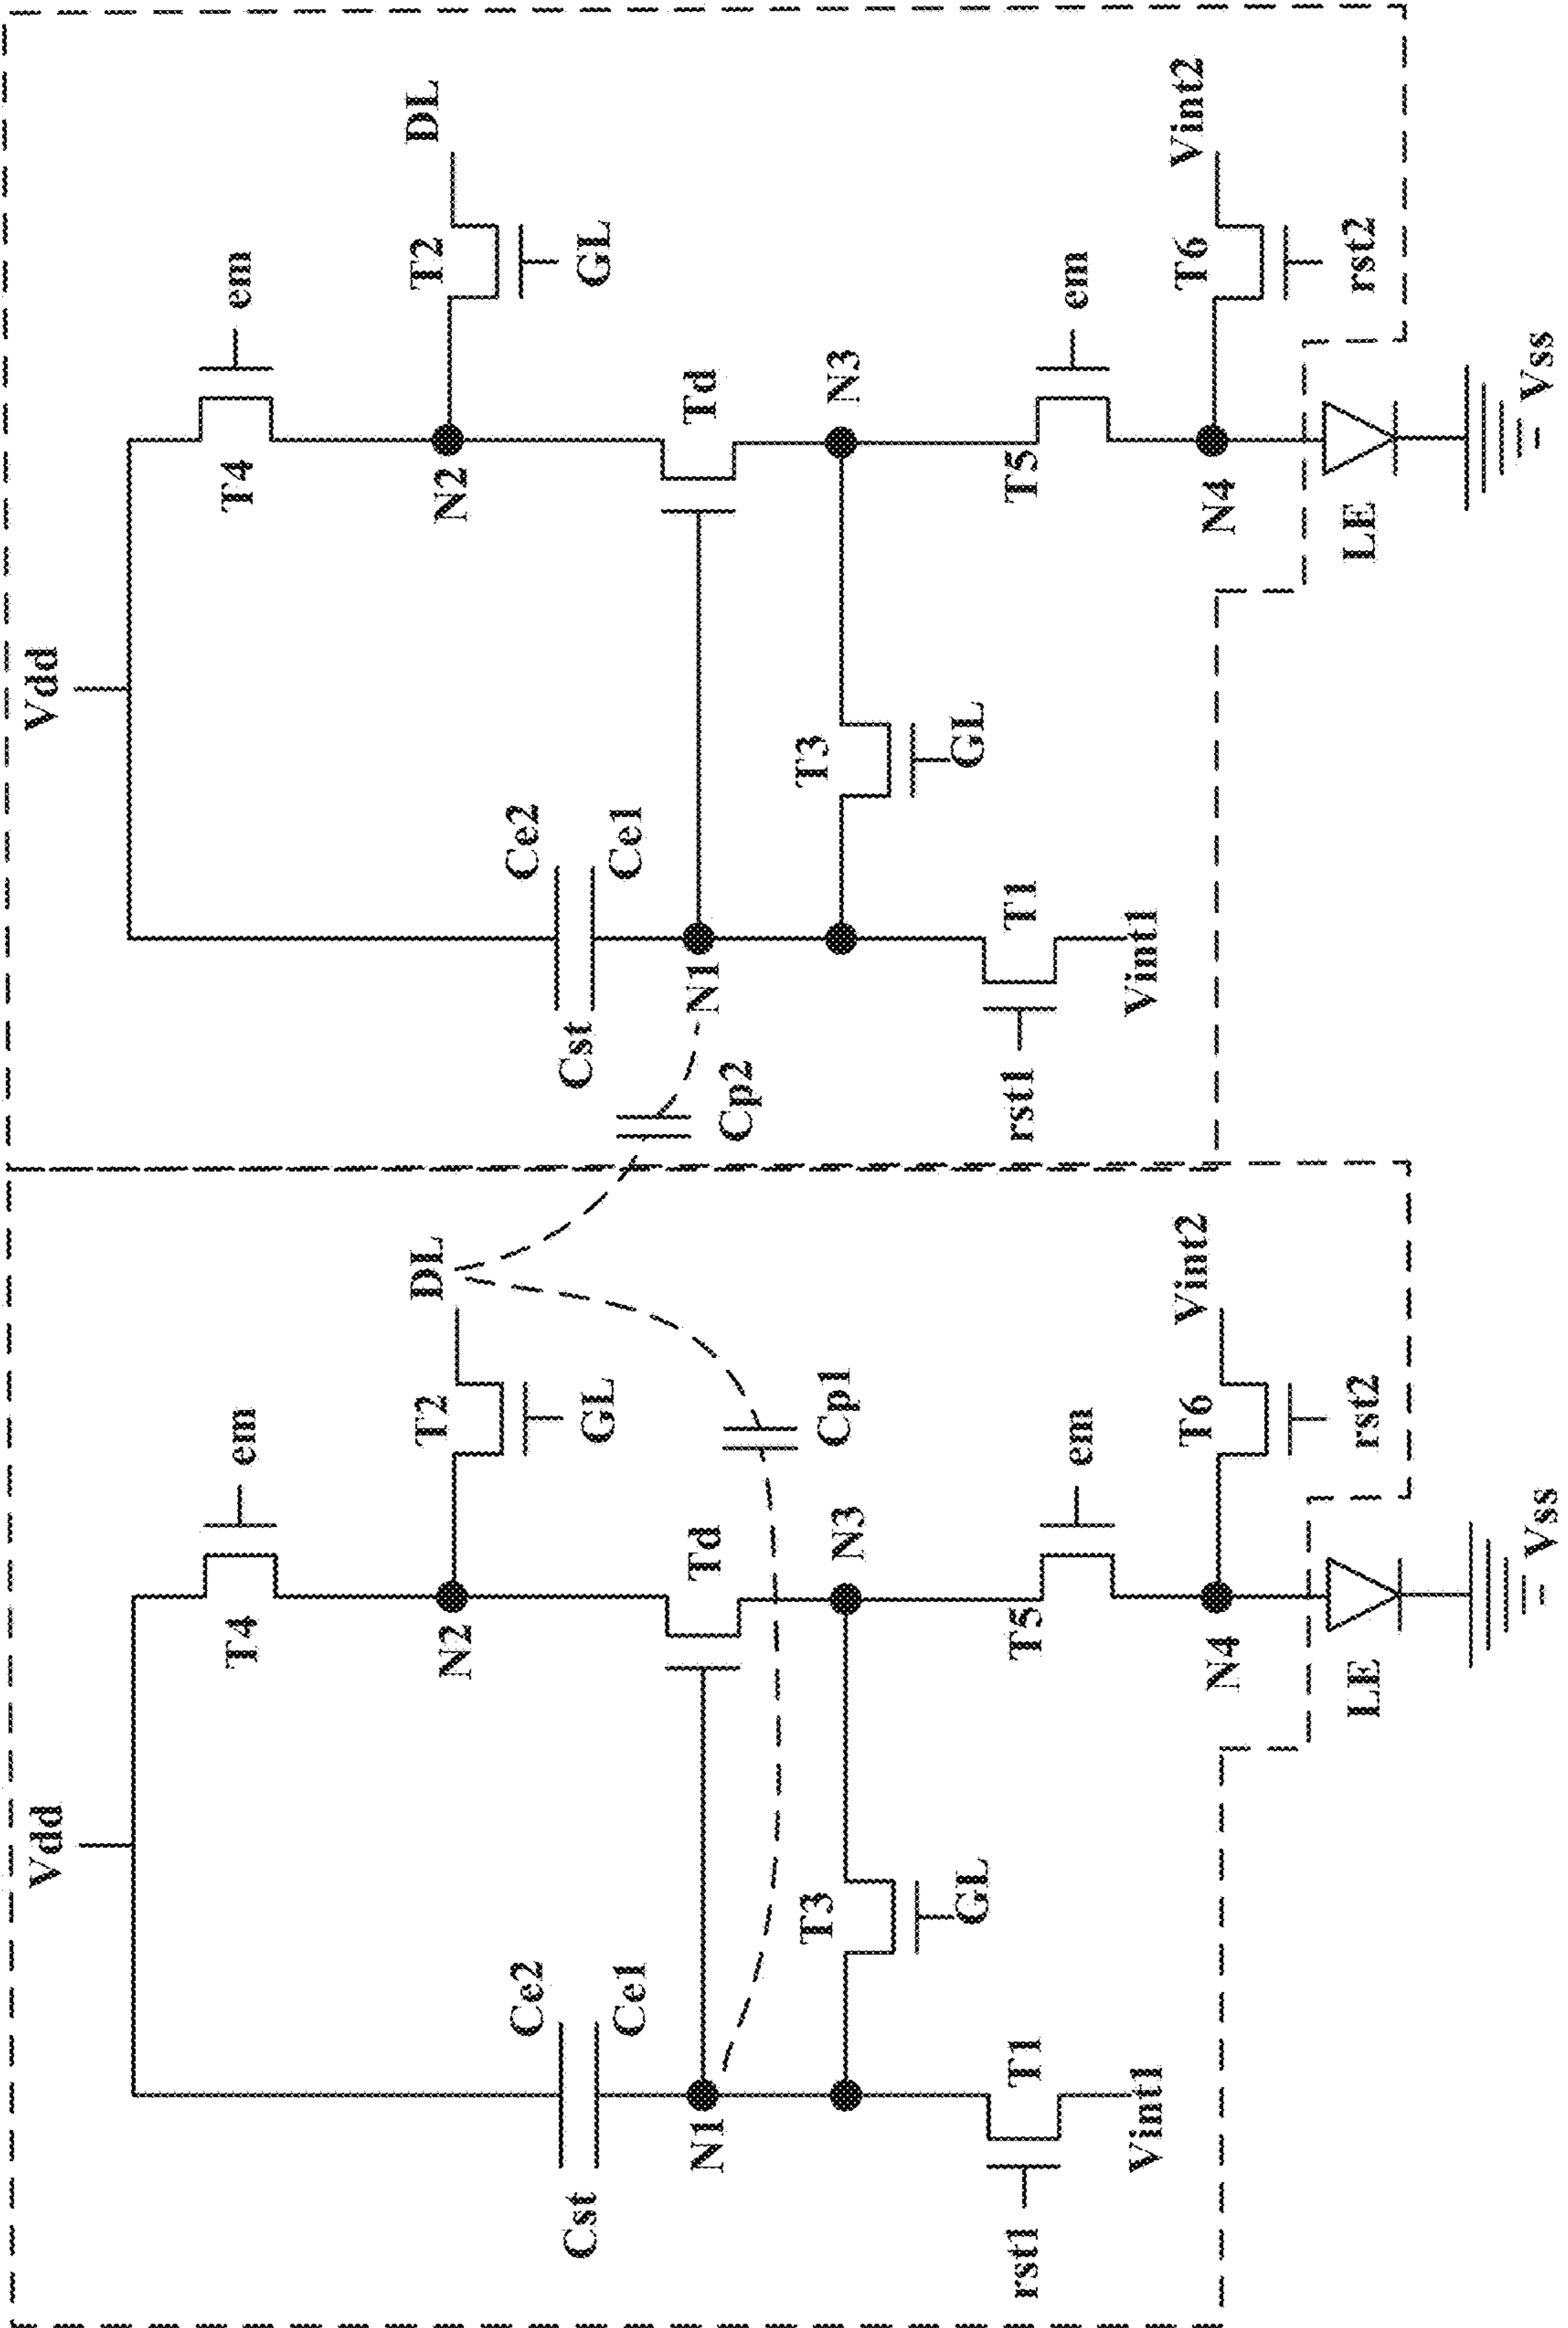 Vdd
T4
em
N2
T2
DL
GL
Cst
Ce2
Ce1
N1
Td
Cp1
T3
GL
N3
rst1
T1
Vint1
T5
em
N4
T6
Vint2
rst2
LE
Vss
Vdd
T4
em
N2
T2
DL
GL
Cst
Ce2
Ce1
Cp2
N1
Td
T3
GL
N3
rst1
T1
Vint1
T5
em
N4
T6
Vint2
rst2
LE
Vss